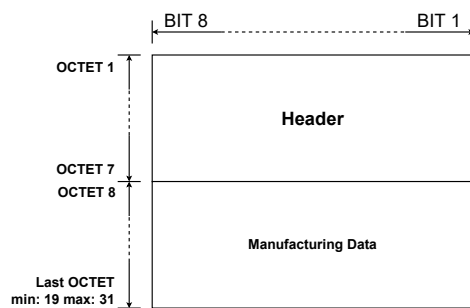 BIT 8 BIT 1
OCTET 1
Header
OCTET 7
OCTET 8
Manufacturing Data
Last OCTET
min: 19 max: 31